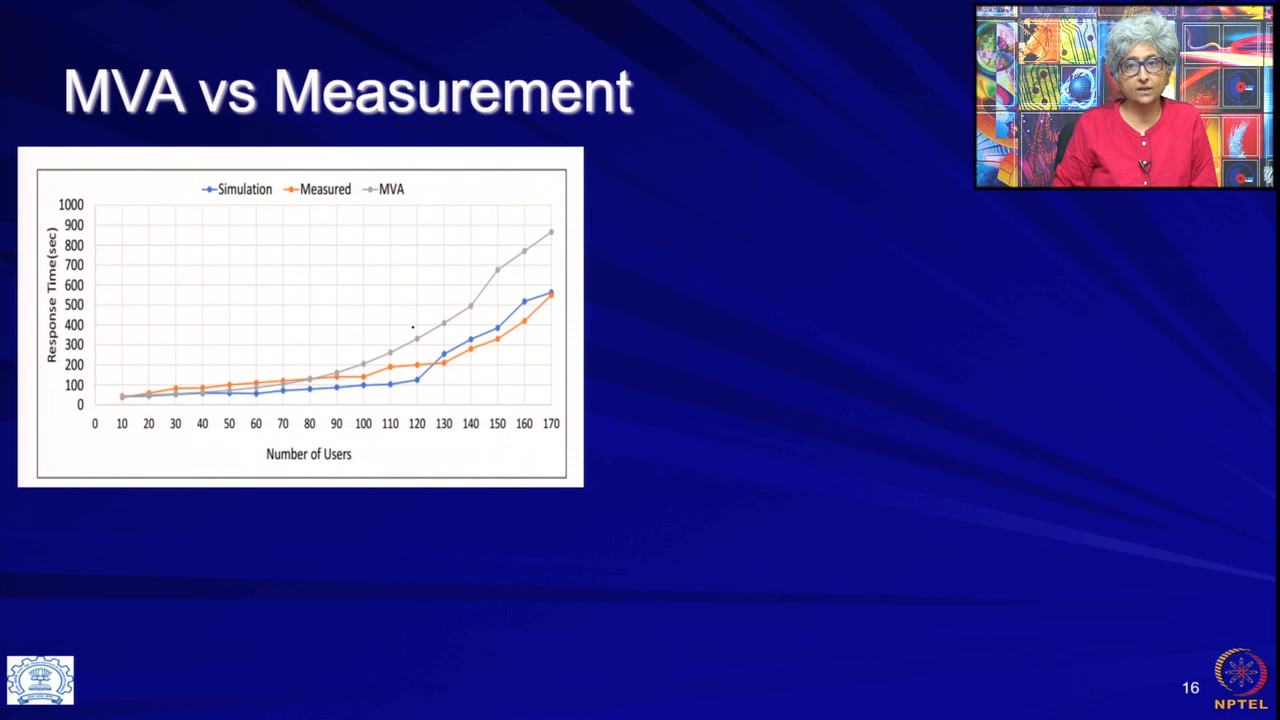 MVA vs Measurement
Simulation Measured MVA
1000
900
800
700
600
500
400
300
200
100
0
Response Time(sec)
0 10 20 30 40 50 60 70 80 90 100 110 120 130 140 150 160 170
Number of Users
16
NPTEL